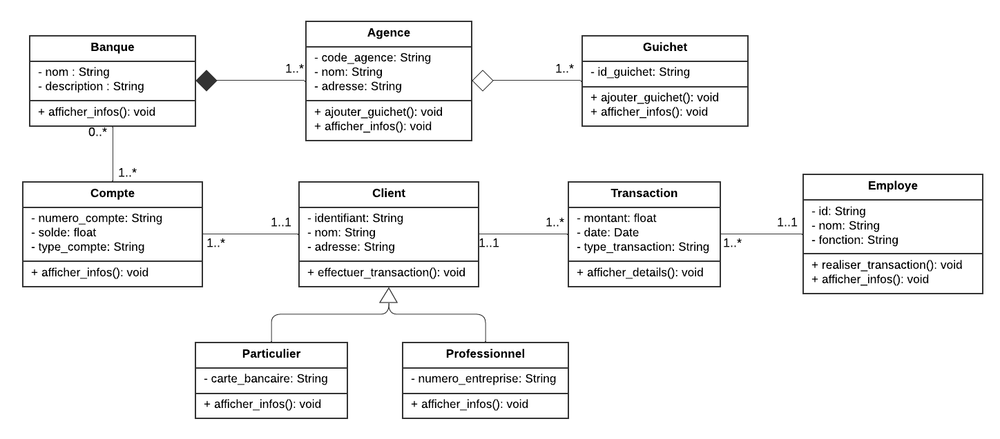 Banque
- nom : String
- description : String
+ afficher_infos(): void
1..*
Agence
- code_agence: String
- nom: String
- adresse: String
+ ajouter_guichet(): void
+ afficher_infos(): void
1..*
Guichet
- id_guichet: String
+ ajouter_guichet(): void
+ afficher_infos(): void
0..*
1..*
Compte
- numero_compte: String
- solde: float
- type_compte: String
+ afficher_infos(): void
1..*
1..1
Client
- identifiant: String
- nom: String
- adresse: String
+ effectuer_transaction(): void
1..1
1..*
Transaction
- montant: float
- date: Date
- type_transaction: String
+ afficher_details(): void
1..*
1..1
Employe
- id: String
- nom: String
- fonction: String
+ realiser_transaction(): void
+ afficher_infos(): void
Particulier
- carte_bancaire: String
+ afficher_infos(): void
Professionnel
- numero_entreprise: String
+ afficher_infos(): void